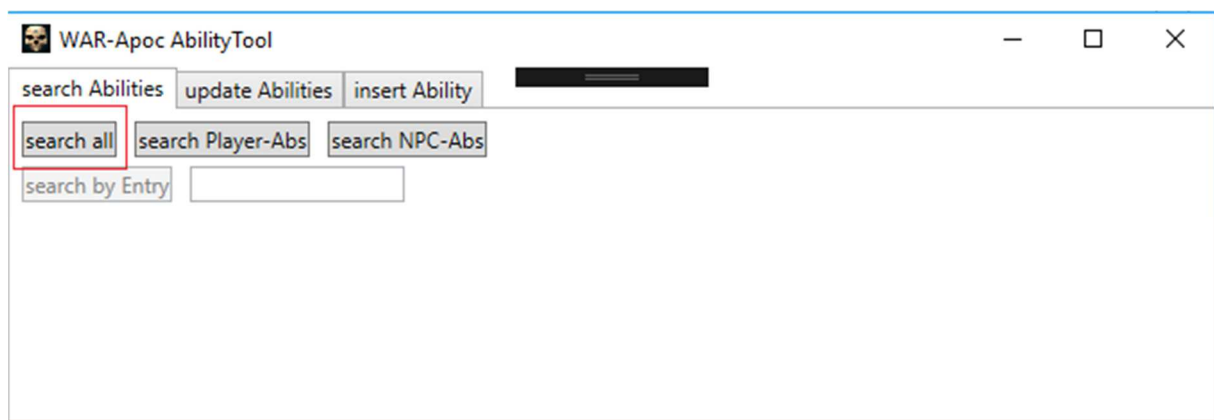 WAR-Apoc AbilityTool
search Abilities update Abilities insert Ability
search all search Player-Abs search NPC-Abs
search by Entry